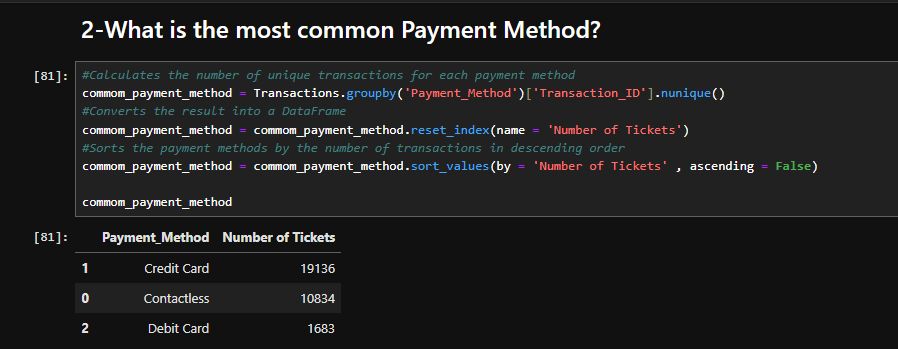 2-What is the most common Payment Method?
[81]: #Calculates the number of unique transactions for each payment method
commom_payment_method = Transactions.groupby('Payment_Method')['Transaction_ID'].nunique()
#Converts the result into a DataFrame
commom_payment_method = commom_payment_method.reset_index(name = 'Number of Tickets')
#Sorts the payment methods by the number of transactions in descending order
commom_payment_method = commom_payment_method.sort_values(by = 'Number of Tickets' , ascending = False)
commom_payment_method
[81]: Payment_Method Number of Tickets
1 Credit Card 19136
0 Contactless 10834
2 Debit Card 1683